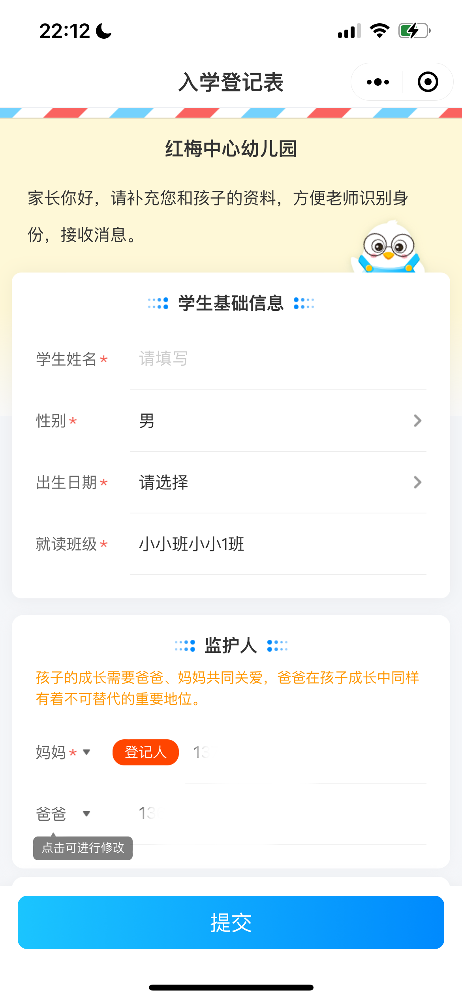 22:12
入学登记表
红梅中心幼儿园
家长你好，请补充您和孩子的资料，方便老师识别身
份，接收消息。
学生基础信息
学生姓名* 请填写
性别* 男
出生日期* 请选择
就读班级* 小小班小小1班
监护人
孩子的成长需要爸爸、妈妈共同关爱，爸爸在孩子成长中同样
有着不可替代的重要地位。
妈妈* 登记人 13
爸爸 13
点击可进行修改
提交